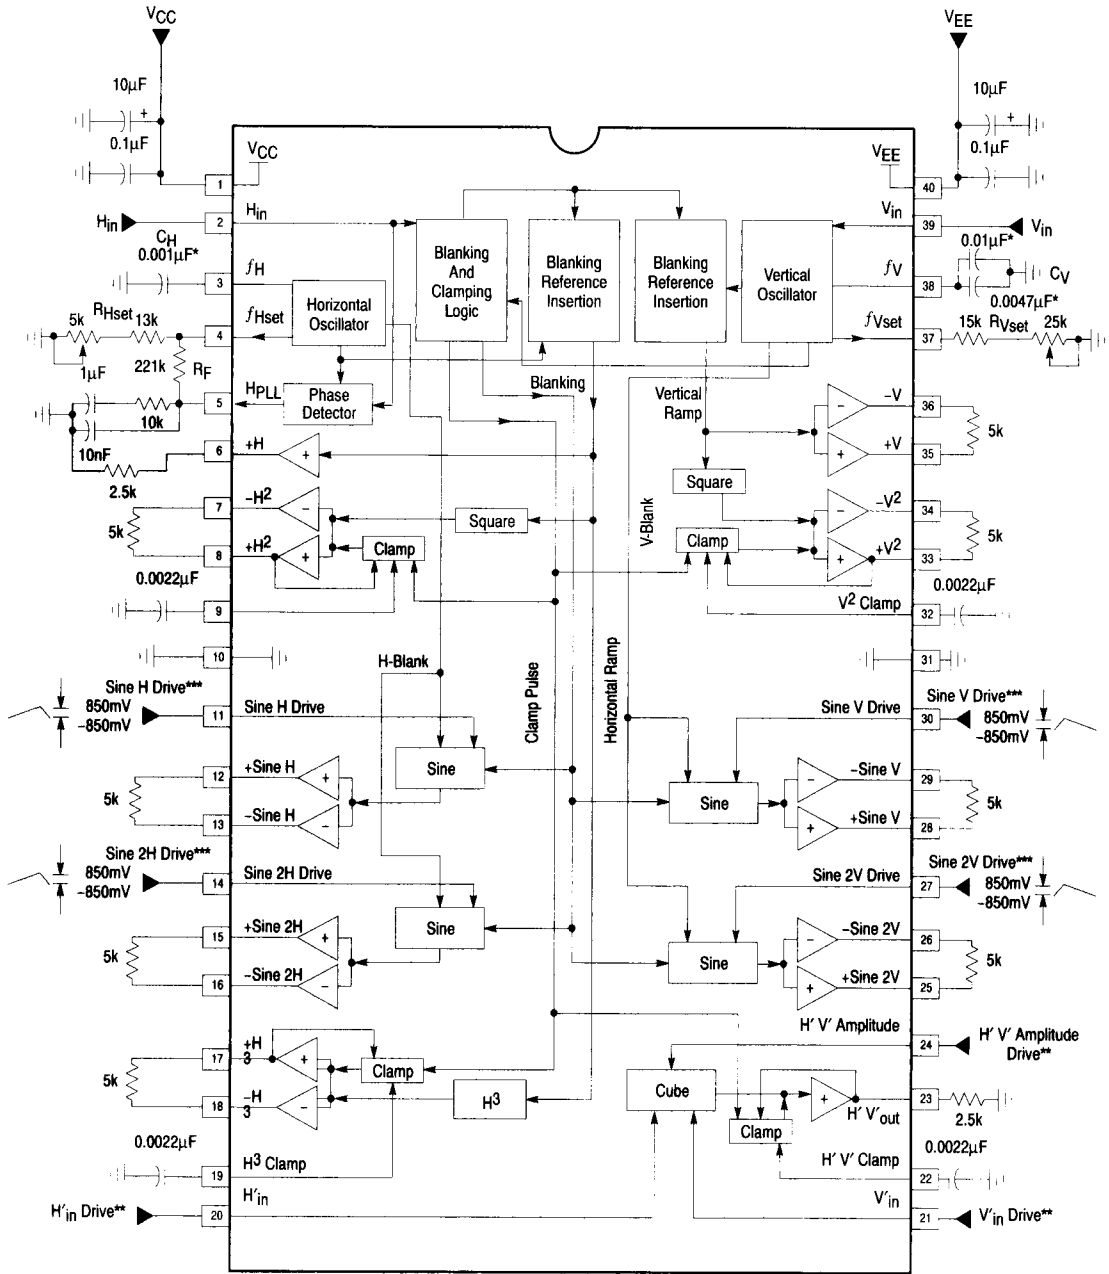 VCC
VEE
10µF
+
0.1µF
10µF
+
0.1µF
VCC
VEE
1
40
Hin
2
Hin
Vin
39
Vin
CH
0.001µF*
3
fH
fV
38
0.01µF*
CV
0.0047µF*
Blanking
And
Clamping
Logic
Blanking
Reference
Insertion
Blanking
Reference
Insertion
Vertical
Oscillator
Horizontal
Oscillator
RHset
5k
13k
4
fHset
fVset
37
15k
RVset
25k
1µF
221k
RF
HPLL
5
Phase
Detector
Blanking
Vertical
Ramp
10k
10nF
2.5k
6
+H
+
−V
36
−
+V
35
+
5k
7
−H2
−
Square
Square
−V2
34
−
5k
8
+H2
+
Clamp
Clamp
+
+V2
33
5k
V-Blank
0.0022µF
9
0.0022µF
V2 Clamp
32
10
31
H-Blank
Clamp Pulse
Horizontal Ramp
Sine H Drive***
850mV
−850mV
11
Sine H Drive
Sine V Drive
30
Sine V Drive***
850mV
−850mV
12
+Sine H
+
Sine
Sine
−
−Sine V
29
5k
13
−Sine H
−
+
+Sine V
28
5k
Sine 2H Drive***
850mV
−850mV
14
Sine 2H Drive
Sine 2V Drive
27
Sine 2V Drive***
850mV
−850mV
15
+Sine 2H
+
Sine
Sine
−
−Sine 2V
26
5k
16
−Sine 2H
−
+
+Sine 2V
25
5k
H' V' Amplitude
24
H' V' Amplitude
Drive**
17
+H
3
+
Clamp
5k
18
−H
3
−
H3
Cube
+
H' V'out
23
2.5k
Clamp
0.0022µF
19
H3 Clamp
H' V' Clamp
22
0.0022µF
H'in Drive**
20
H'in
V'in
21
V'in Drive**